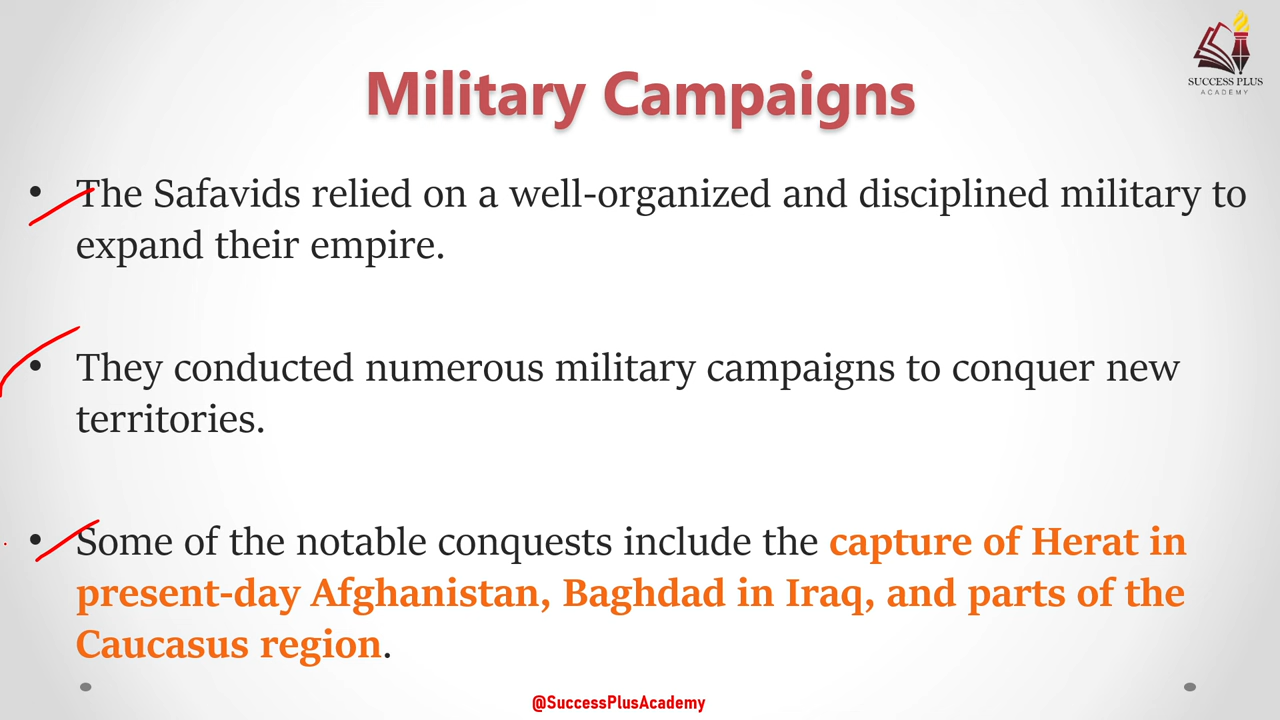 SUCCESS PLUS
ACADEMY
Military Campaigns
• The Safavids relied on a well-organized and disciplined military to
expand their empire.
• They conducted numerous military campaigns to conquer new
territories.
• Some of the notable conquests include the capture of Herat in
present-day Afghanistan, Baghdad in Iraq, and parts of the
Caucasus region.
@SuccessPlusAcademy